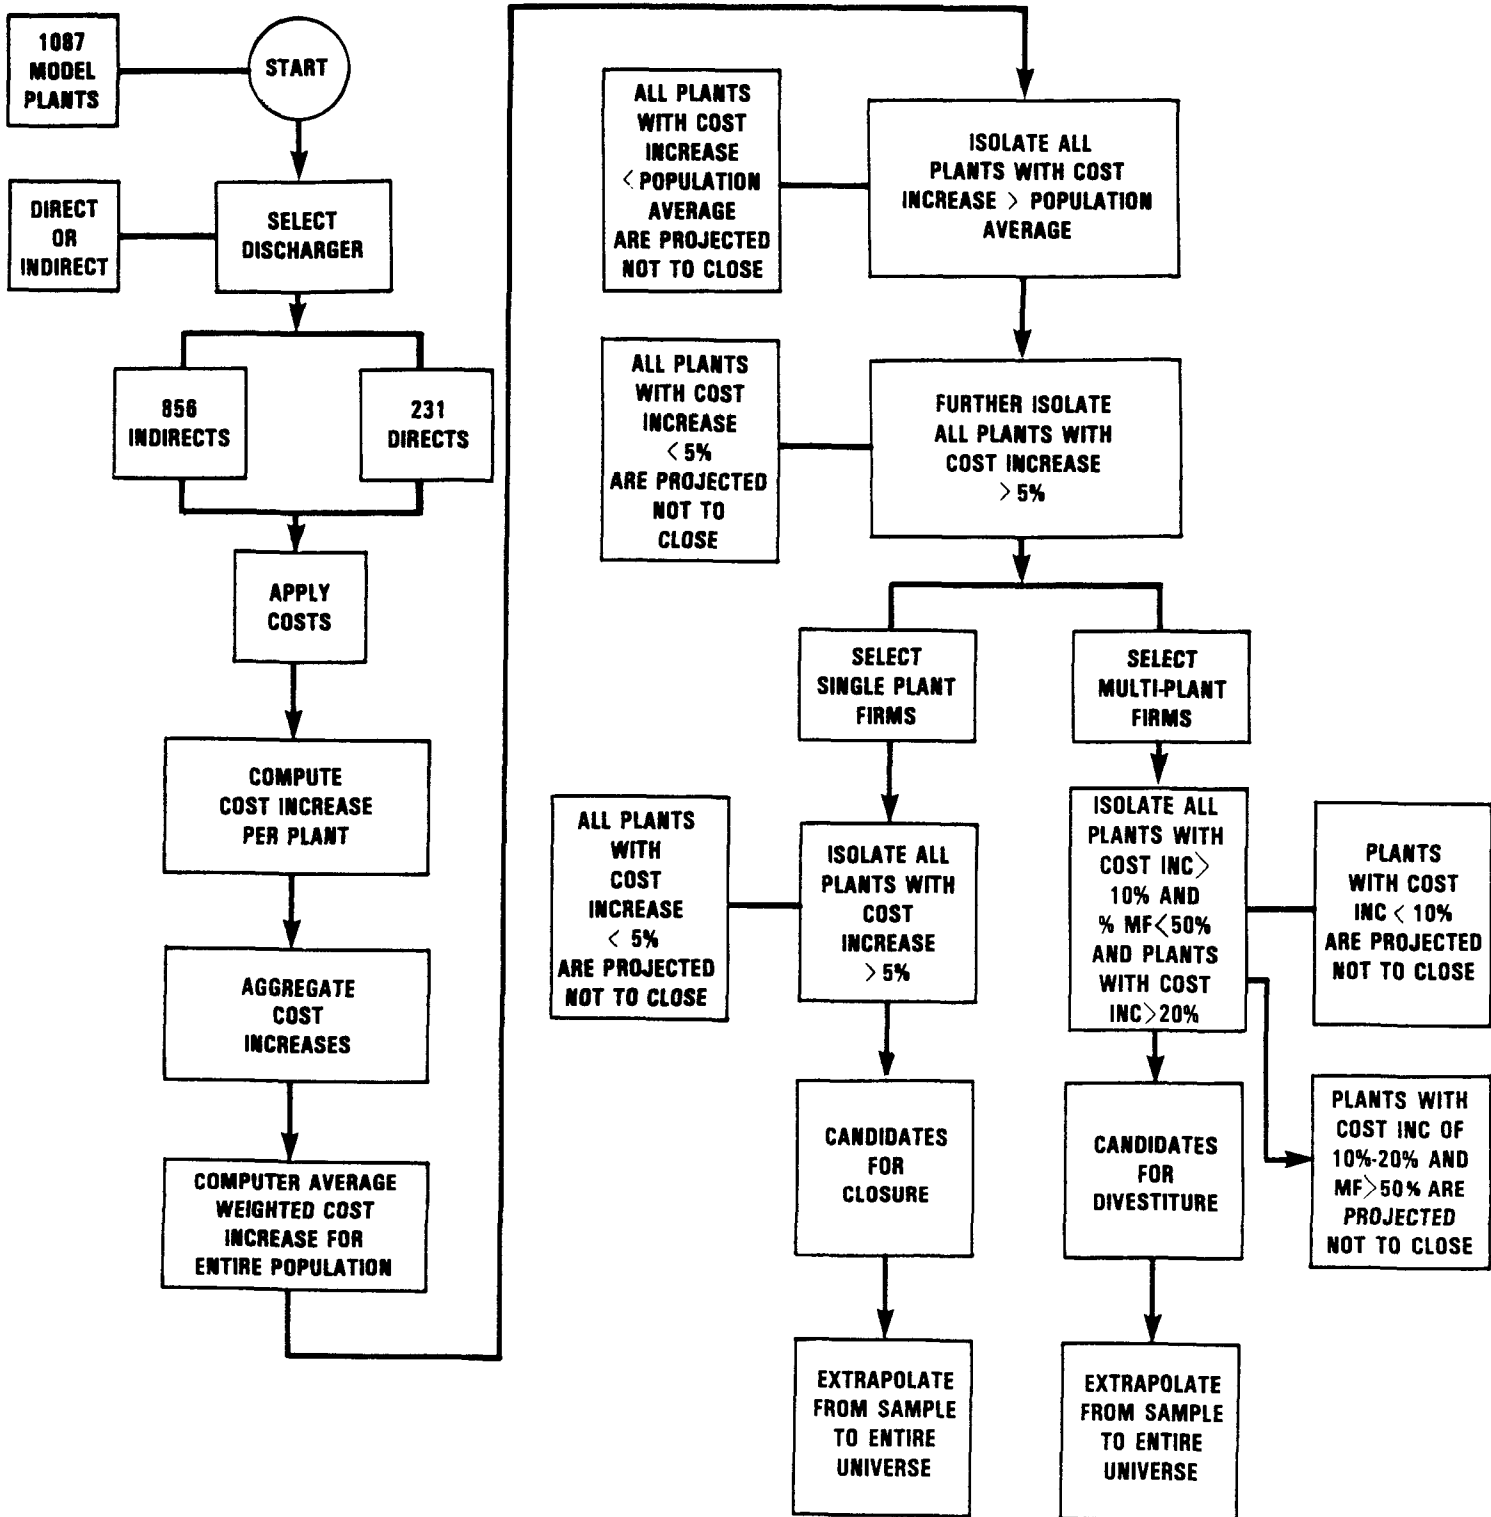 1087
MODEL
PLANTS
START
DIRECT
OR
INDIRECT
SELECT
DISCHARGER
856
INDIRECTS
231
DIRECTS
APPLY
COSTS
COMPUTE
COST INCREASE
PER PLANT
AGGREGATE
COST
INCREASES
COMPUTER AVERAGE
WEIGHTED COST
INCREASE FOR
ENTIRE POPULATION
ALL PLANTS
WITH COST
INCREASE
< POPULATION
AVERAGE
ARE PROJECTED
NOT TO CLOSE
ISOLATE ALL
PLANTS WITH COST
INCREASE > POPULATION
AVERAGE
ALL PLANTS
WITH COST
INCREASE
< 5%
ARE PROJECTED
NOT TO
CLOSE
FURTHER ISOLATE
ALL PLANTS WITH
COST INCREASE
> 5%
SELECT
SINGLE PLANT
FIRMS
SELECT
MULTI-PLANT
FIRMS
ALL PLANTS
WITH
COST
INCREASE
< 5%
ARE PROJECTED
NOT TO CLOSE
ISOLATE ALL
PLANTS WITH
COST
INCREASE
> 5%
ISOLATE ALL
PLANTS WITH
COST INC>
10% AND
% MF<50%
AND PLANTS
WITH COST
INC>20%
PLANTS
WITH COST
INC < 10%
ARE PROJECTED
NOT TO CLOSE
CANDIDATES
FOR
CLOSURE
CANDIDATES
FOR
DIVESTITURE
PLANTS WITH
COST INC OF
10%-20% AND
MF>50% ARE
PROJECTED
NOT TO CLOSE
EXTRAPOLATE
FROM SAMPLE
TO ENTIRE
UNIVERSE
EXTRAPOLATE
FROM SAMPLE
TO ENTIRE
UNIVERSE